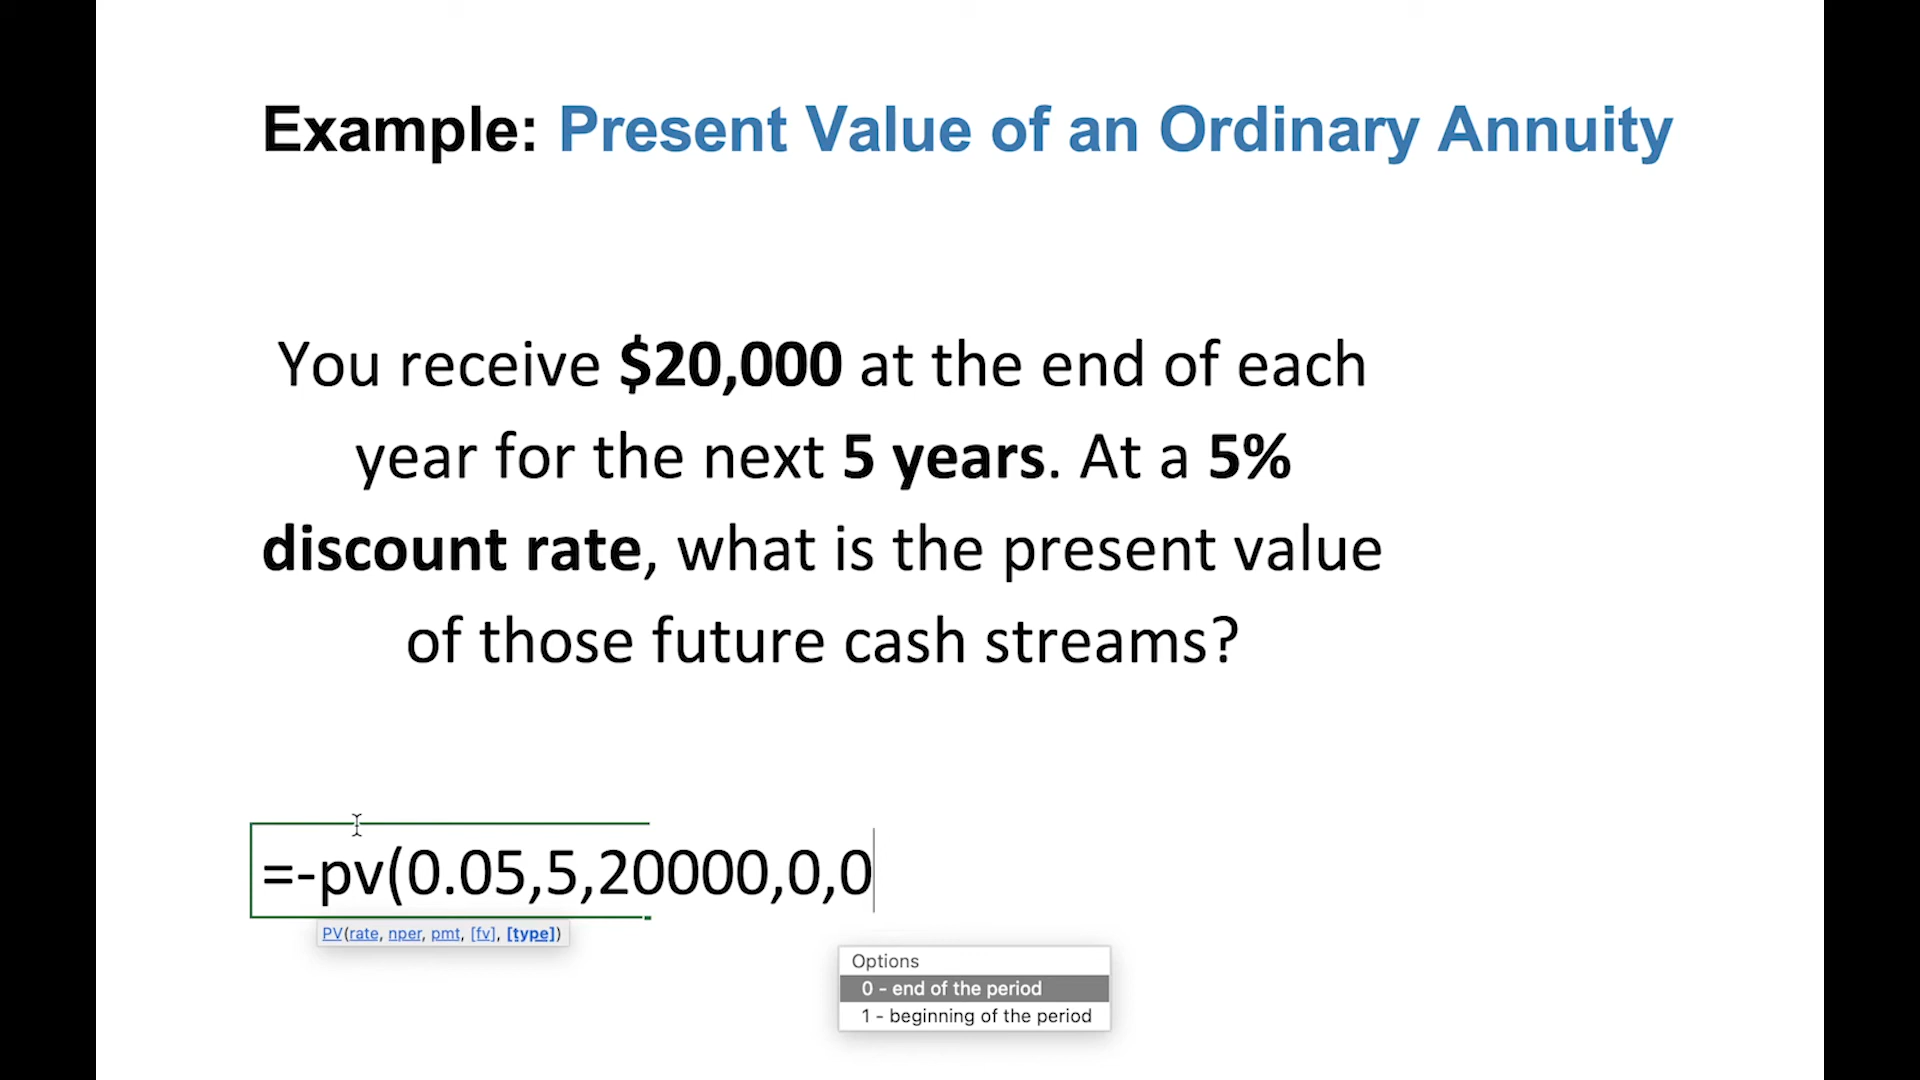 Example: Present Value of an Ordinary Annuity
You receive $20,000 at the end of each
year for the next 5 years. At a 5%
discount rate, what is the present value
of those future cash streams?
=-pv(0.05,5,20000,0,0
PV(rate, nper, pmt, [fv], [type])
Options
0 - end of the period
1 - beginning of the period